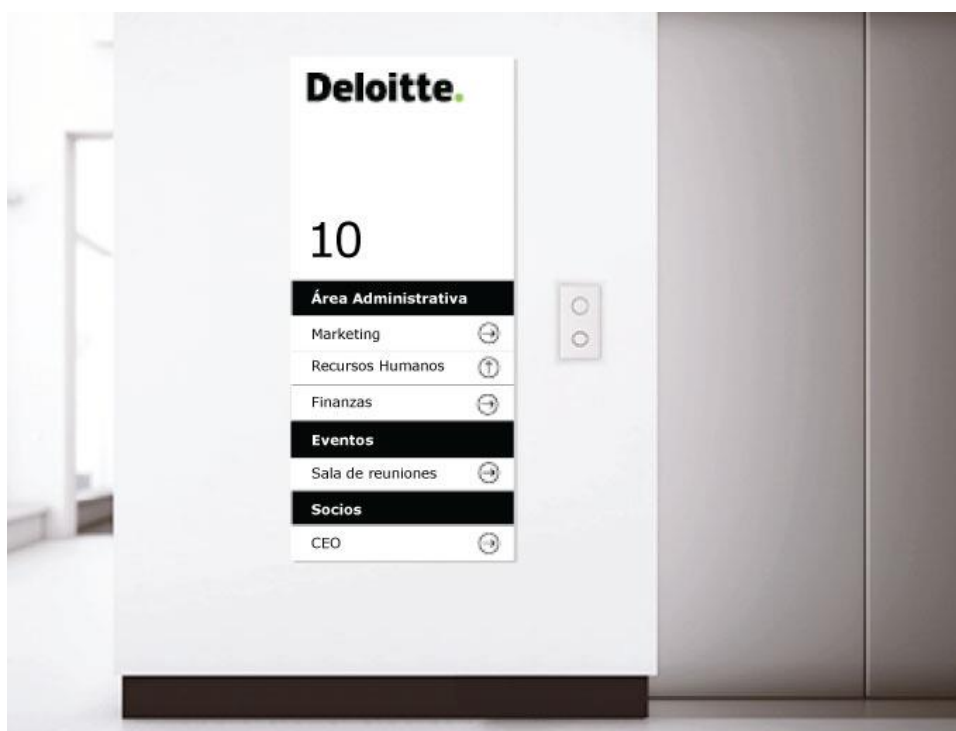 Deloitte.
10
Área Administrativa
Marketing
Recursos Humanos
Finanzas
Eventos
Sala de reuniones
Socios
CEO